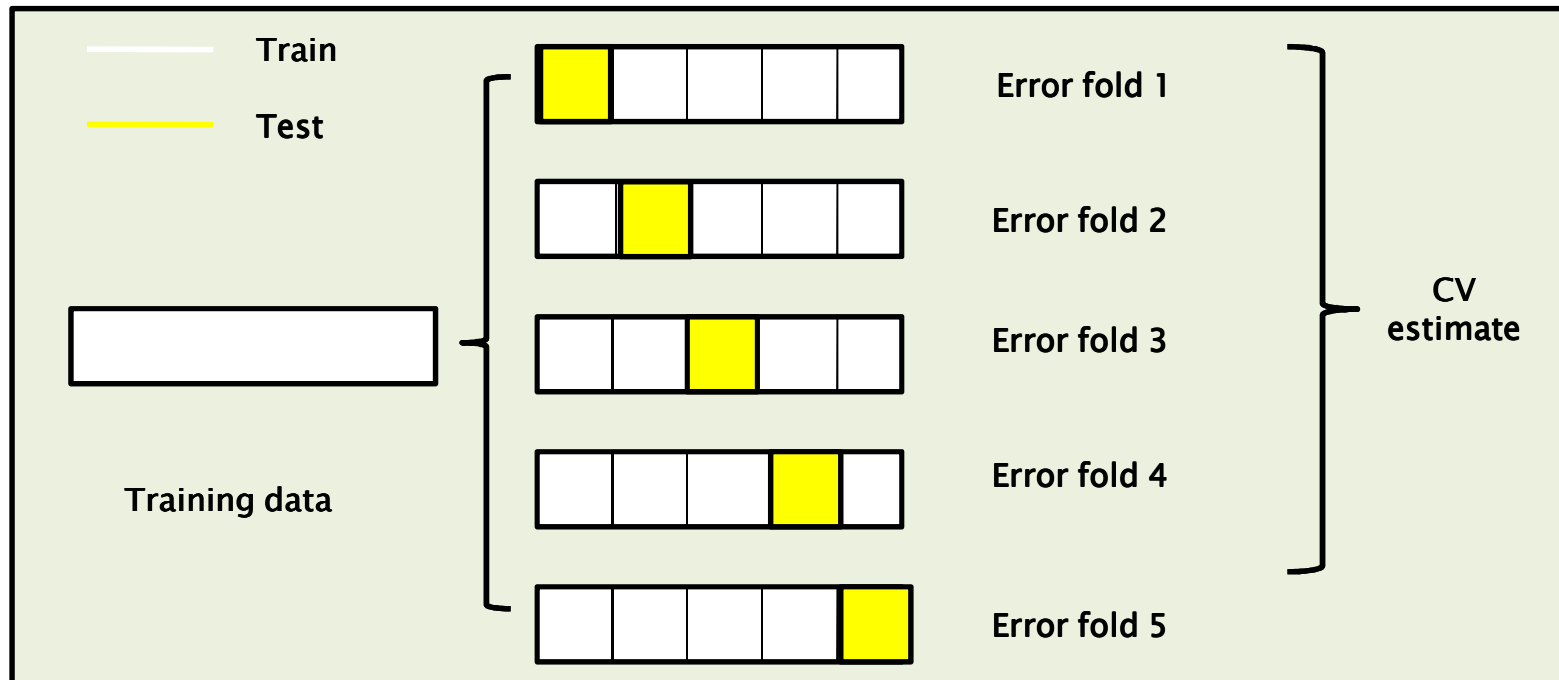 Train
Test
Training data
Error fold 1
Error fold 2
Error fold 3
Error fold 4
Error fold 5
CV
estimate